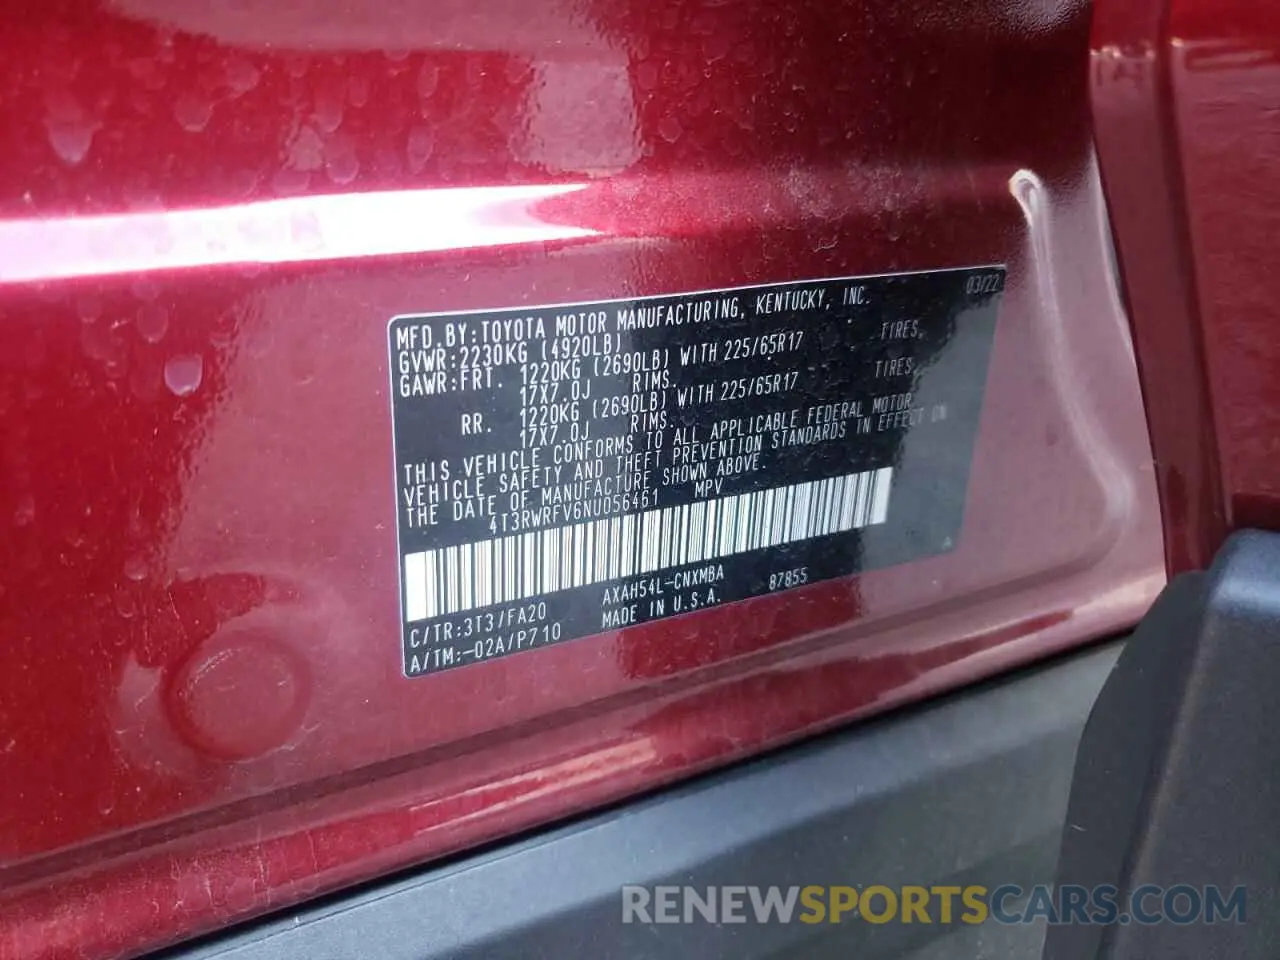 MFD.BY:TOYOTA MOTOR MANUFACTURING, KENTUCKY, INC. 03/22
GVWR:2230KG (4920LB)
GAWR:FRT. 1220KG (2690LB) WITH 225/65R17 TIRES,
17X7.0J RIMS.
RR. 1220KG (2690LB) WITH 225/65R17 TIRES,
17X7.0J RIMS.
THIS VEHICLE CONFORMS TO ALL APPLICABLE FEDERAL MOTOR
VEHICLE SAFETY AND THEFT PREVENTION STANDARDS IN EFFECT ON
THE DATE OF MANUFACTURE SHOWN ABOVE.
4T3RWRFV6NU056461 MPV
C/TR:3T3/FA20 AXAH54L-CNXMBA 87855
A/TM:-02A/P710 MADE IN U.S.A.
RENEWSPORTSCARS.COM